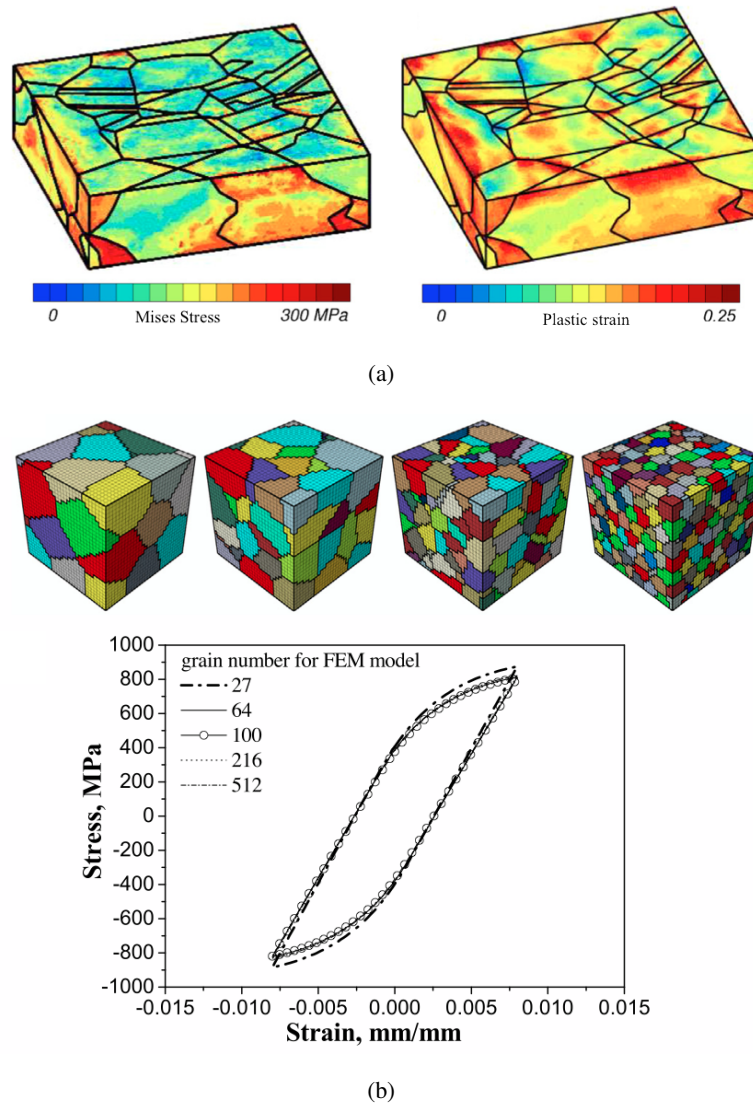 0 Mises Stress 300 MPa
0 Plastic strain 0.25
(a)
grain number for FEM model
27
64
100
216
512
1000
800
600
400
200
0
-200
-400
-600
-800
-1000
Stress, MPa
-0.015 -0.010 -0.005 0.000 0.005 0.010 0.015
Strain, mm/mm
(b)